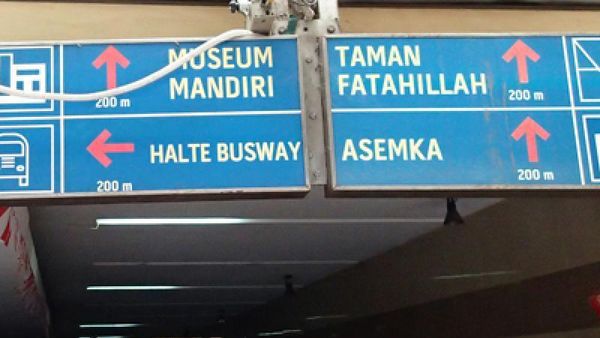 MUSEUM
MANDIRI
200 m
HALTE BUSWAY
200 m
TAMAN
FATAHILLAH
200 m
ASEMKA
200 m